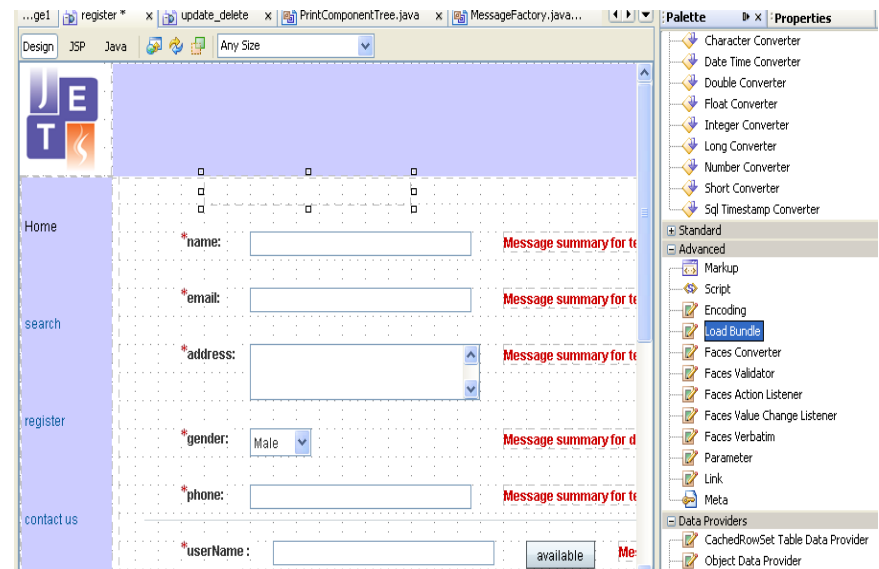 ...ge1 register * x update_delete x PrintComponentTree.java x MessageFactory.java...
Design JSP Java Any Size
JET
Home
search
register
contact us
*name: Message summary for te
*email: Message summary for te
*address: Message summary for te
*gender: Male Message summary for d
*phone: Message summary for te
*userName : available Mes
Palette x Properties
Character Converter
Date Time Converter
Double Converter
Float Converter
Integer Converter
Long Converter
Number Converter
Short Converter
Sql Timestamp Converter
Standard
Advanced
Markup
Script
Encoding
Load Bundle
Faces Converter
Faces Validator
Faces Action Listener
Faces Value Change Listener
Faces Verbatim
Parameter
Link
Meta
Data Providers
CachedRowSet Table Data Provider
Object Data Provider